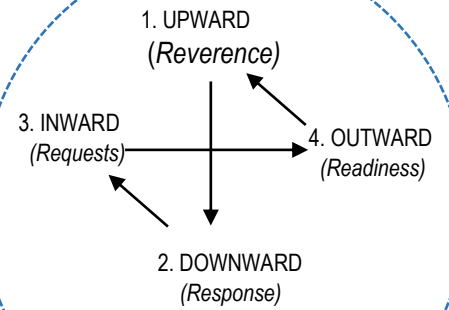 1. UPWARD
(Reverence)
3. INWARD
(Requests)
4. OUTWARD
(Readiness)
2. DOWNWARD
(Response)